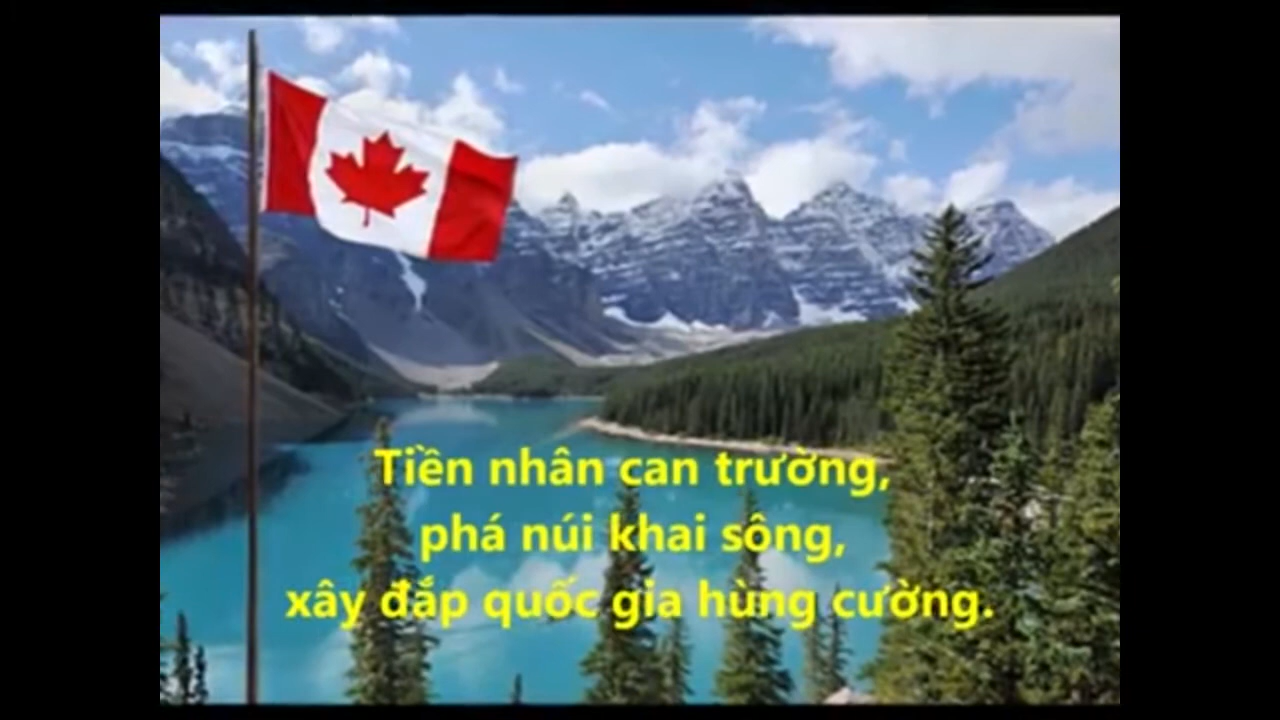 Tiền nhân can trường,
phá núi khai sông,
xây đắp quốc gia hùng cường.